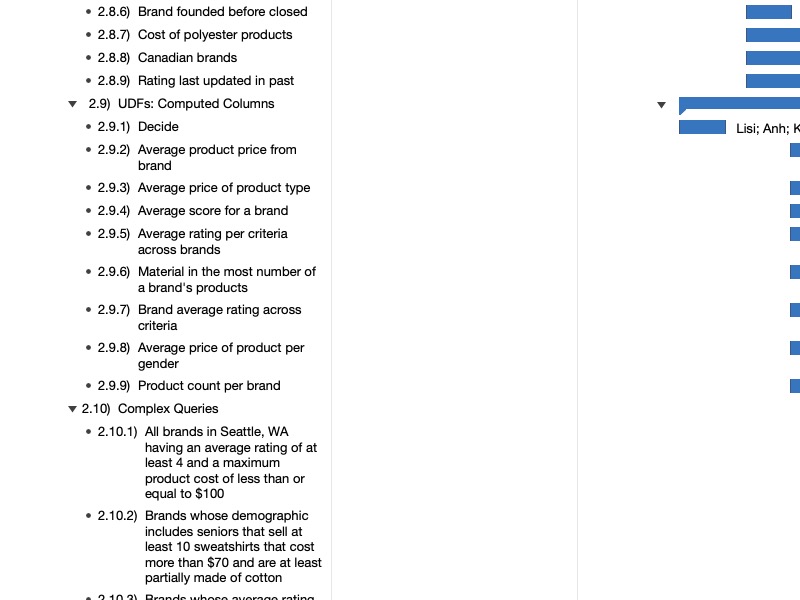 2.8.6) Brand founded before closed
2.8.7) Cost of polyester products
2.8.8) Canadian brands
2.8.9) Rating last updated in past
2.9) UDFs: Computed Columns
2.9.1) Decide
Lisi; Anh; K
2.9.2) Average product price from
brand
2.9.3) Average price of product type
2.9.4) Average score for a brand
2.9.5) Average rating per criteria
across brands
2.9.6) Material in the most number of
a brand's products
2.9.7) Brand average rating across
criteria
2.9.8) Average price of product per
gender
2.9.9) Product count per brand
2.10) Complex Queries
2.10.1) All brands in Seattle, WA
having an average rating of at
least 4 and a maximum
product cost of less than or
equal to $100
2.10.2) Brands whose demographic
includes seniors that sell at
least 10 sweatshirts that cost
more than $70 and are at least
partially made of cotton
2.10.3) Brands whose average rating